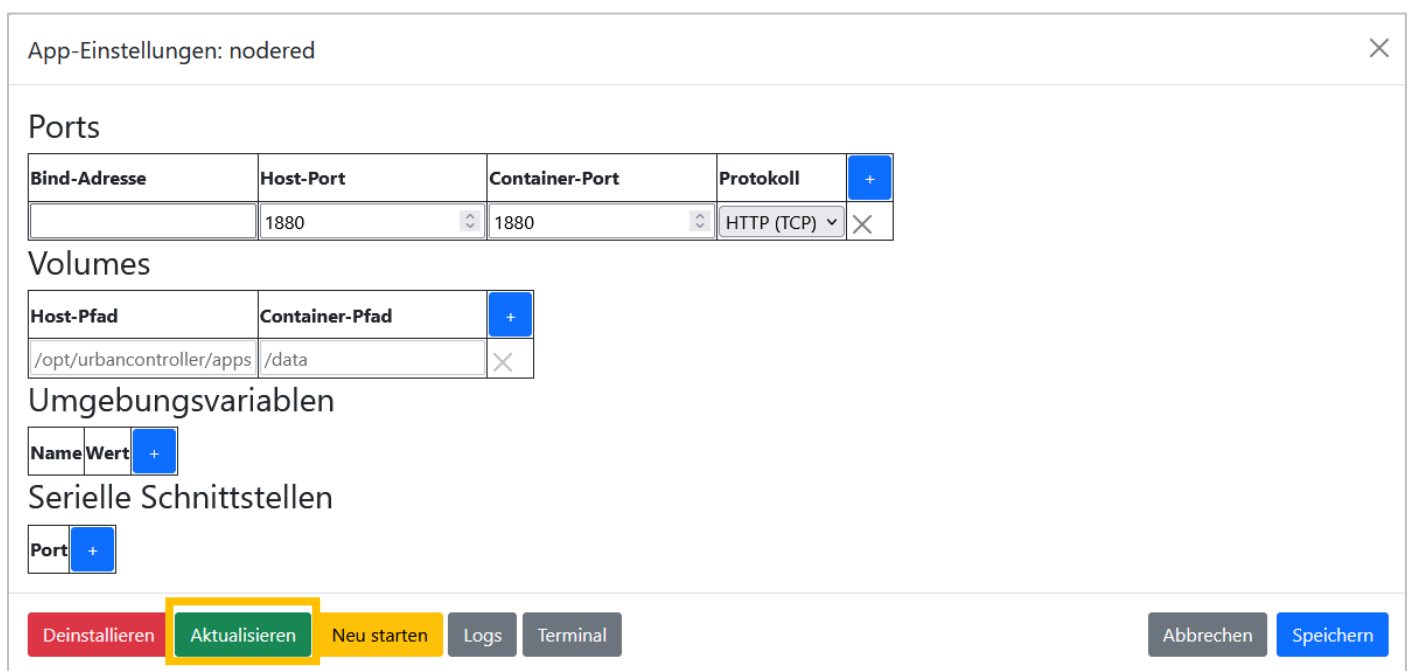 App-Einstellungen: nodered
Ports
Bind-Adresse Host-Port Container-Port Protokoll +
1880 1880 HTTP (TCP)
Volumes
Host-Pfad Container-Pfad +
/opt/urbancontroller/apps /data
Umgebungsvariablen
Name Wert +
Serielle Schnittstellen
Port +
Deinstallieren Aktualisieren Neu starten Logs Terminal Abbrechen Speichern